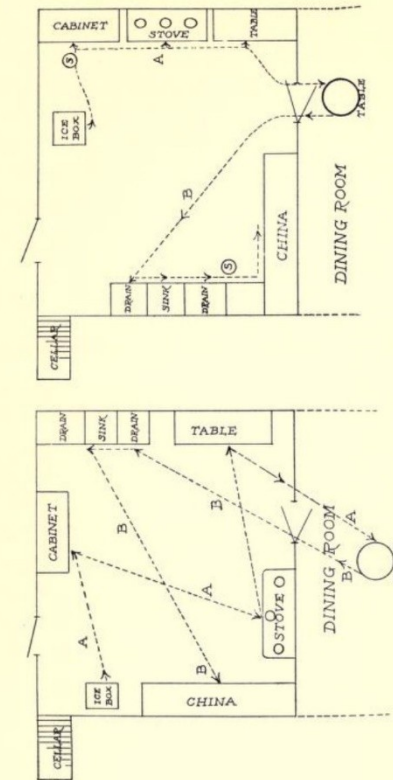 CABINET
STOVE
TABLE
A
S
ICE
BOX
TABLE
B
DINING ROOM
CHINA
S
DRAIN
SINK
DRAIN
CELLAR
DRAIN
SINK
DRAIN
TABLE
CABINET
B
A
A
B
DINING ROOM
A
B
STOVE
B
ICE
BOX
CHINA
CELLAR